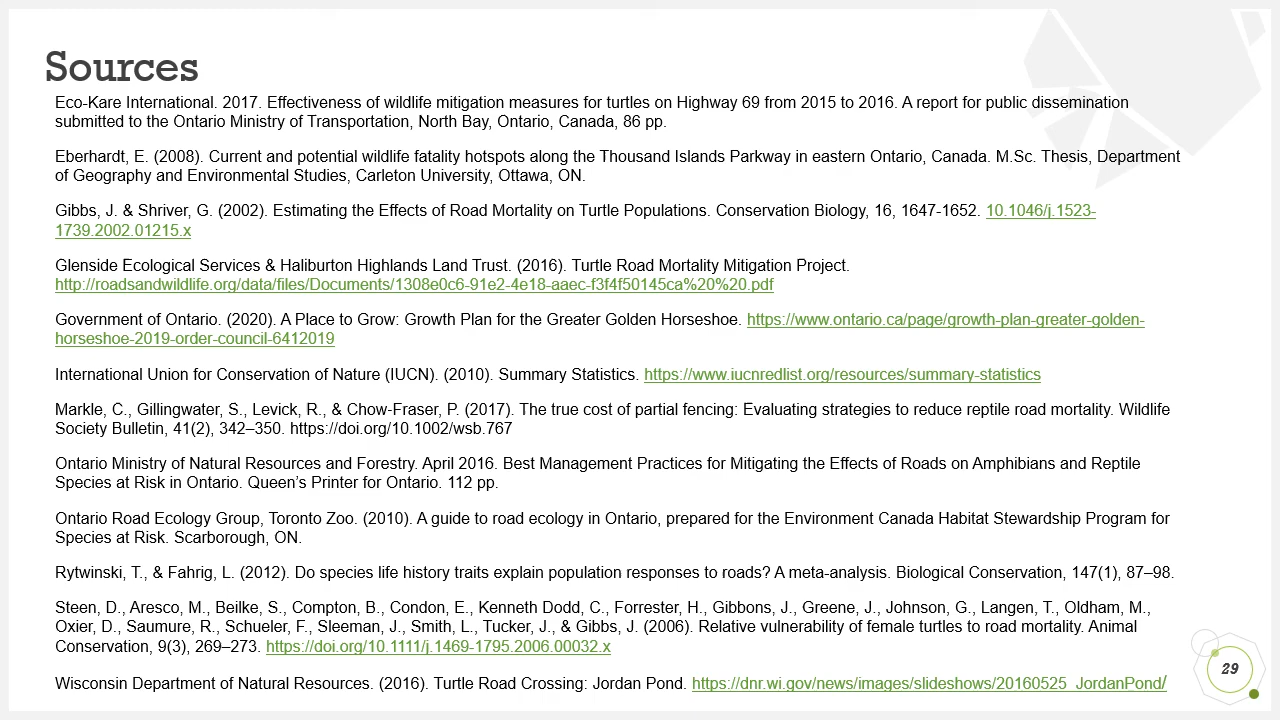 Sources
Eco-Kare International. 2017. Effectiveness of wildlife mitigation measures for turtles on Highway 69 from 2015 to 2016. A report for public dissemination
submitted to the Ontario Ministry of Transportation, North Bay, Ontario, Canada, 86 pp.
Eberhardt, E. (2008). Current and potential wildlife fatality hotspots along the Thousand Islands Parkway in eastern Ontario, Canada. M.Sc. Thesis, Department
of Geography and Environmental Studies, Carleton University, Ottawa, ON.
Gibbs, J. & Shriver, G. (2002). Estimating the Effects of Road Mortality on Turtle Populations. Conservation Biology, 16, 1647-1652. 10.1046/j.1523-
1739.2002.01215.x
Glenside Ecological Services & Haliburton Highlands Land Trust. (2016). Turtle Road Mortality Mitigation Project.
http://roadsandwildlife.org/data/files/Documents/1308e0c6-91e2-4e18-aaec-f3f4f50145ca%20%20.pdf
Government of Ontario. (2020). A Place to Grow: Growth Plan for the Greater Golden Horseshoe. https://www.ontario.ca/page/growth-plan-greater-golden-
horseshoe-2019-order-council-6412019
International Union for Conservation of Nature (IUCN). (2010). Summary Statistics. https://www.iucnredlist.org/resources/summary-statistics
Markle, C., Gillingwater, S., Levick, R., & Chow-Fraser, P. (2017). The true cost of partial fencing: Evaluating strategies to reduce reptile road mortality. Wildlife
Society Bulletin, 41(2), 342–350. https://doi.org/10.1002/wsb.767
Ontario Ministry of Natural Resources and Forestry. April 2016. Best Management Practices for Mitigating the Effects of Roads on Amphibians and Reptile
Species at Risk in Ontario. Queen’s Printer for Ontario. 112 pp.
Ontario Road Ecology Group, Toronto Zoo. (2010). A guide to road ecology in Ontario, prepared for the Environment Canada Habitat Stewardship Program for
Species at Risk. Scarborough, ON.
Rytwinski, T., & Fahrig, L. (2012). Do species life history traits explain population responses to roads? A meta-analysis. Biological Conservation, 147(1), 87–98.
Steen, D., Aresco, M., Beilke, S., Compton, B., Condon, E., Kenneth Dodd, C., Forrester, H., Gibbons, J., Greene, J., Johnson, G., Langen, T., Oldham, M.,
Oxier, D., Saumure, R., Schueler, F., Sleeman, J., Smith, L., Tucker, J., & Gibbs, J. (2006). Relative vulnerability of female turtles to road mortality. Animal
Conservation, 9(3), 269–273. https://doi.org/10.1111/j.1469-1795.2006.00032.x
Wisconsin Department of Natural Resources. (2016). Turtle Road Crossing: Jordan Pond. https://dnr.wi.gov/news/images/slideshows/20160525_JordanPond/
29